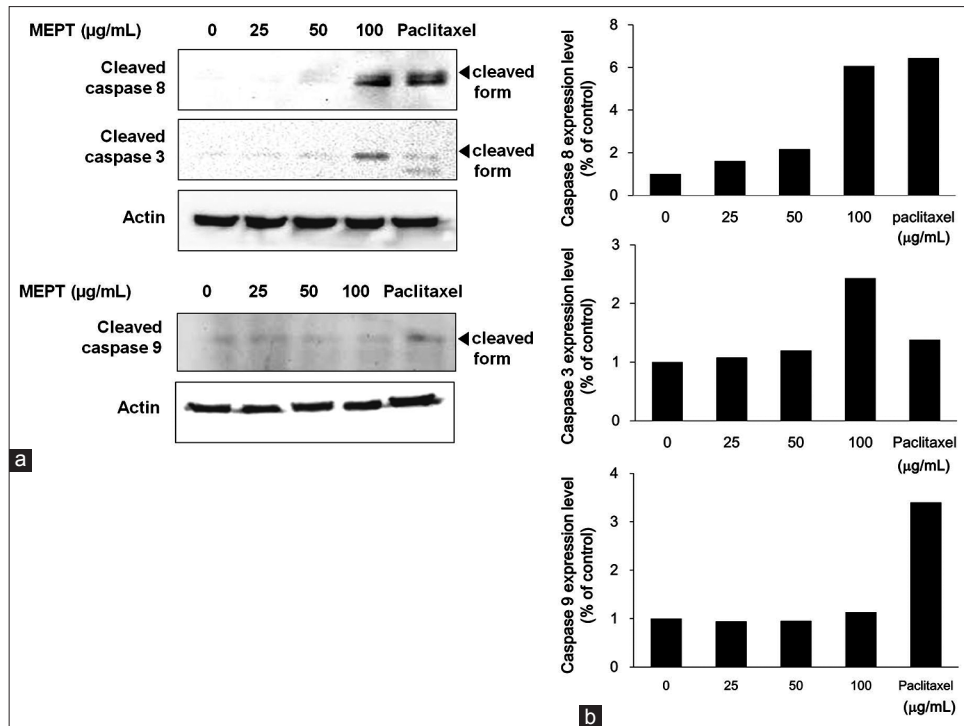 MEPT (µg/mL) 0 25 50 100 Paclitaxel
Cleaved
caspase 8
◄cleaved
form
Cleaved
caspase 3
◄cleaved
form
Actin
MEPT (µg/mL) 0 25 50 100 Paclitaxel
Cleaved
caspase 9
◄cleaved
form
Actin
a
Caspase 8 expression level
(% of control)
8
6
4
2
0
0 25 50 100 paclitaxel
(µg/mL)
Caspase 3 expression level
(% of control)
3
2
1
0
0 25 50 100 Paclitaxel
(µg/mL)
Caspase 9 expression level
(% of control)
4
3
2
1
0
0 25 50 100 Paclitaxel
(µg/mL)
b